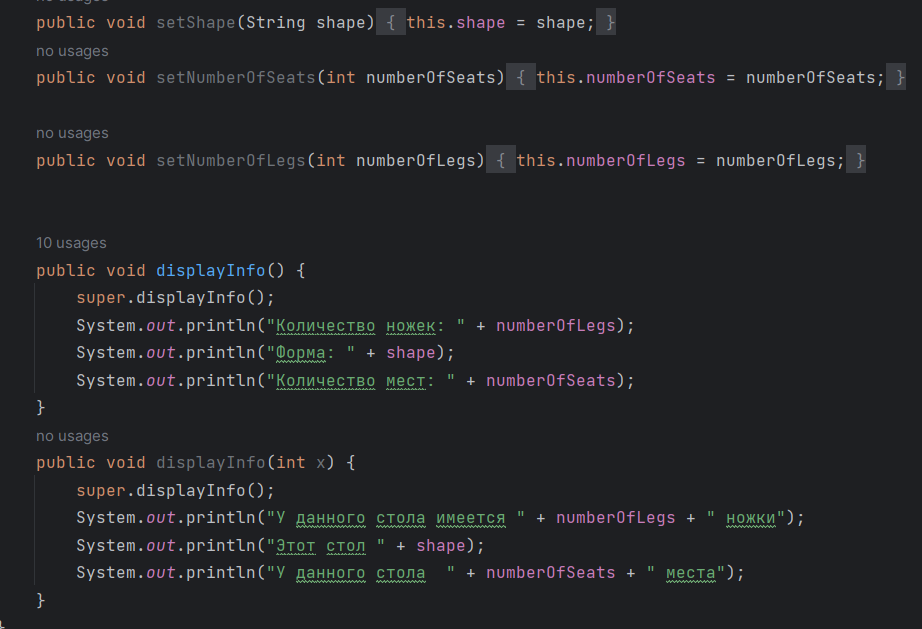 no usages
public void setShape(String shape) { this.shape = shape; }
no usages
public void setNumberOfSeats(int numberOfSeats) { this.numberOfSeats = numberOfSeats; }
no usages
public void setNumberOfLegs(int numberOfLegs) { this.numberOfLegs = numberOfLegs; }
10 usages
public void displayInfo() {
super.displayInfo();
System.out.println("Количество ножек: " + numberOfLegs);
System.out.println("Форма: " + shape);
System.out.println("Количество мест: " + numberOfSeats);
}
no usages
public void displayInfo(int x) {
super.displayInfo();
System.out.println("У данного стола имеется " + numberOfLegs + " ножки");
System.out.println("Этот стол " + shape);
System.out.println("У данного стола  " + numberOfSeats + " места");
}
}